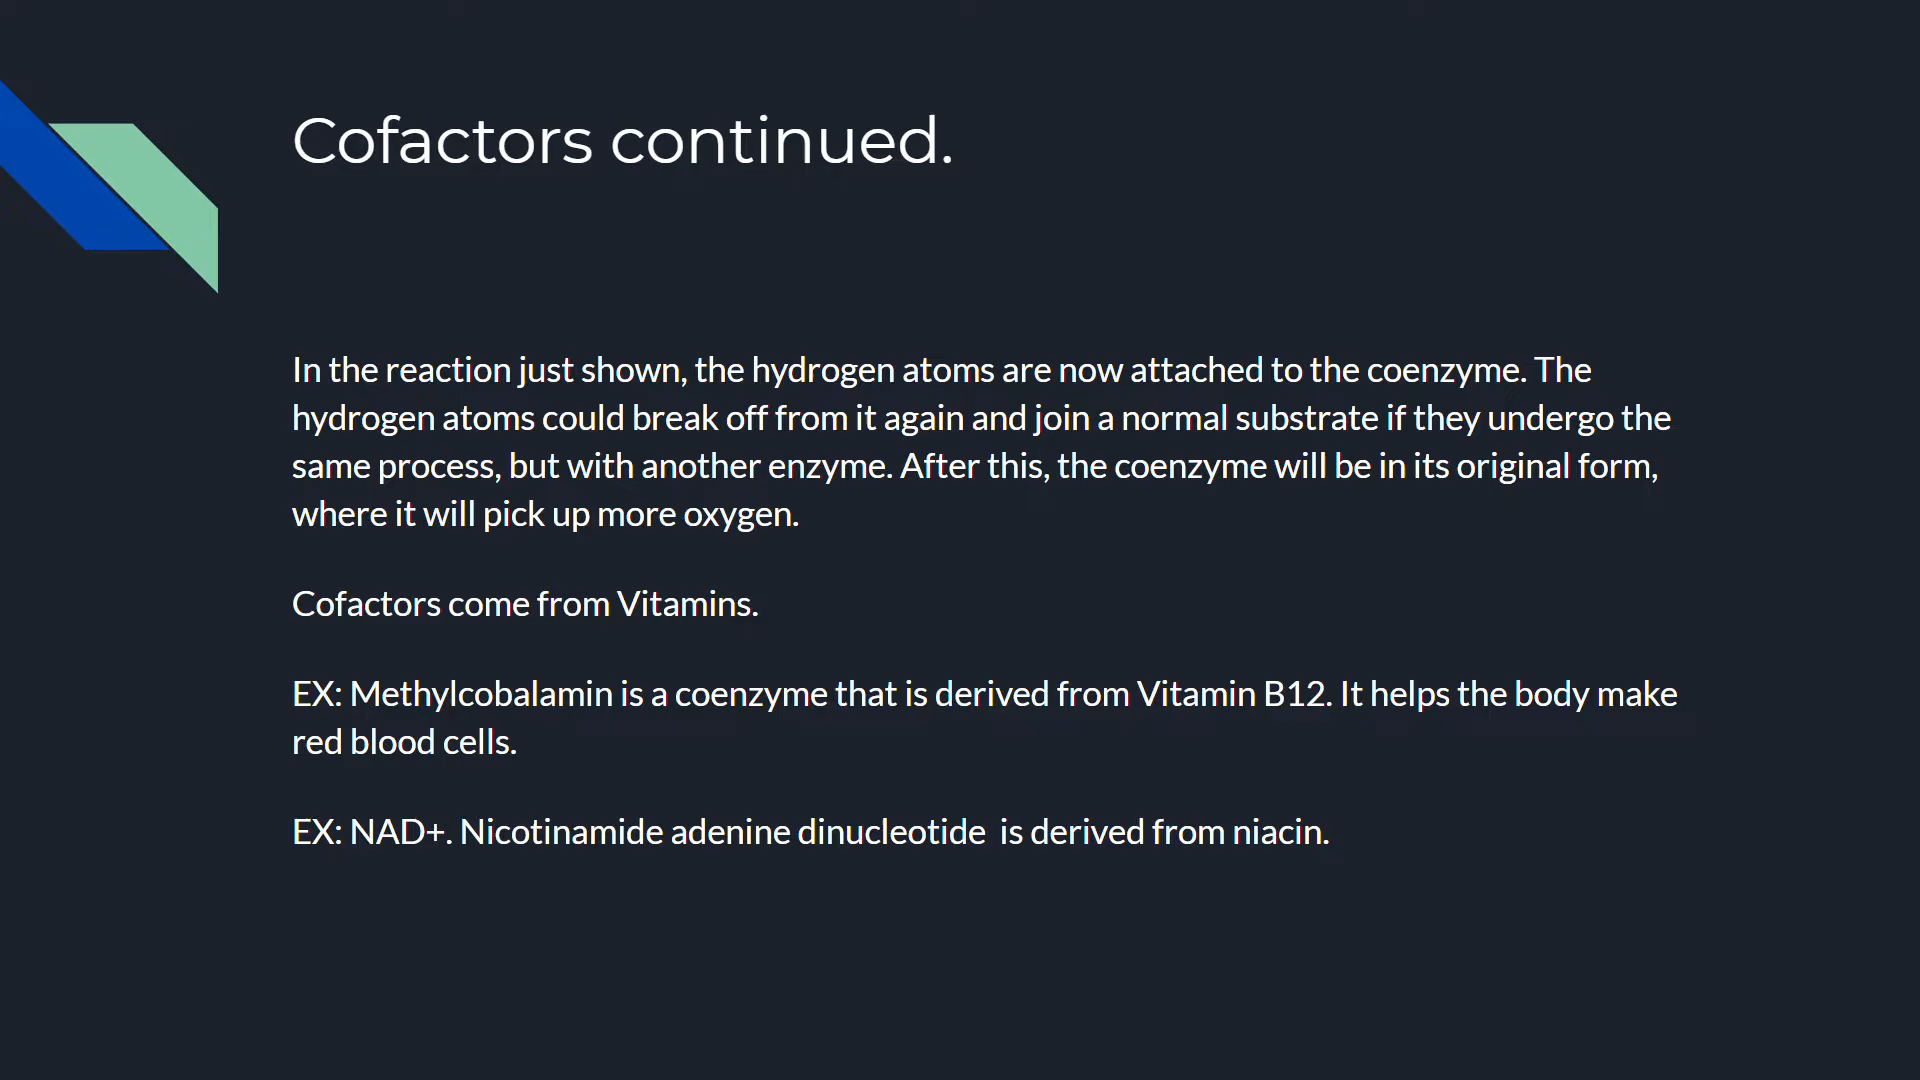 Cofactors continued.
In the reaction just shown, the hydrogen atoms are now attached to the coenzyme. The
hydrogen atoms could break off from it again and join a normal substrate if they undergo the
same process, but with another enzyme. After this, the coenzyme will be in its original form,
where it will pick up more oxygen.
Cofactors come from Vitamins.
EX: Methylcobalamin is a coenzyme that is derived from Vitamin B12. It helps the body make
red blood cells.
EX: NAD+. Nicotinamide adenine dinucleotide  is derived from niacin.